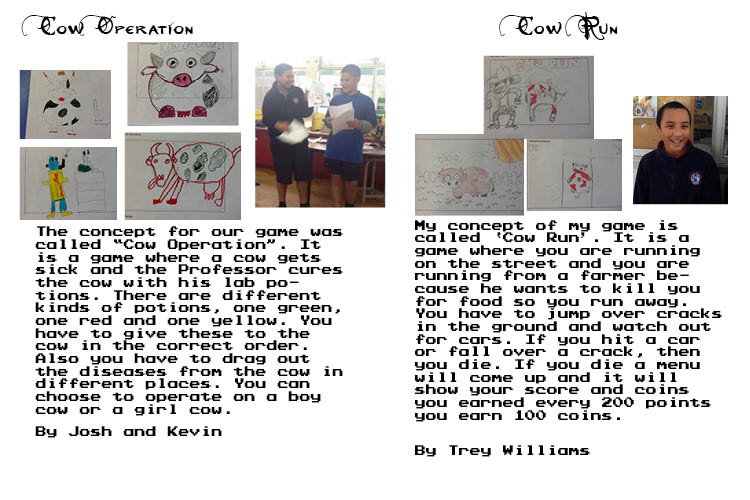 Cow Operation
The concept for our game was
called “Cow Operation”. It
is a game where a cow gets
sick and the Professor cures
the cow with his lab po-
tions. There are different
kinds of potions, one green,
one red and one yellow. You
have to give these to the
cow in the correct order.
Also you have to drag out
the diseases from the cow in
different places. You can
choose to operate on a boy
cow or a girl cow.
By Josh and Kevin
Cow Run
My concept of my game is
called ‘Cow Run’. It is a
game where you are running
on the street and you are
running from a farmer be-
cause he wants to kill you
for food so you run away.
You have to jump over cracks
in the ground and watch out
for cars. If you hit a car
or fall over a crack, then
you die. If you die a menu
will come up and it will
show your score and coins
you earned every 200 points
you earn 100 coins.
By Trey Williams